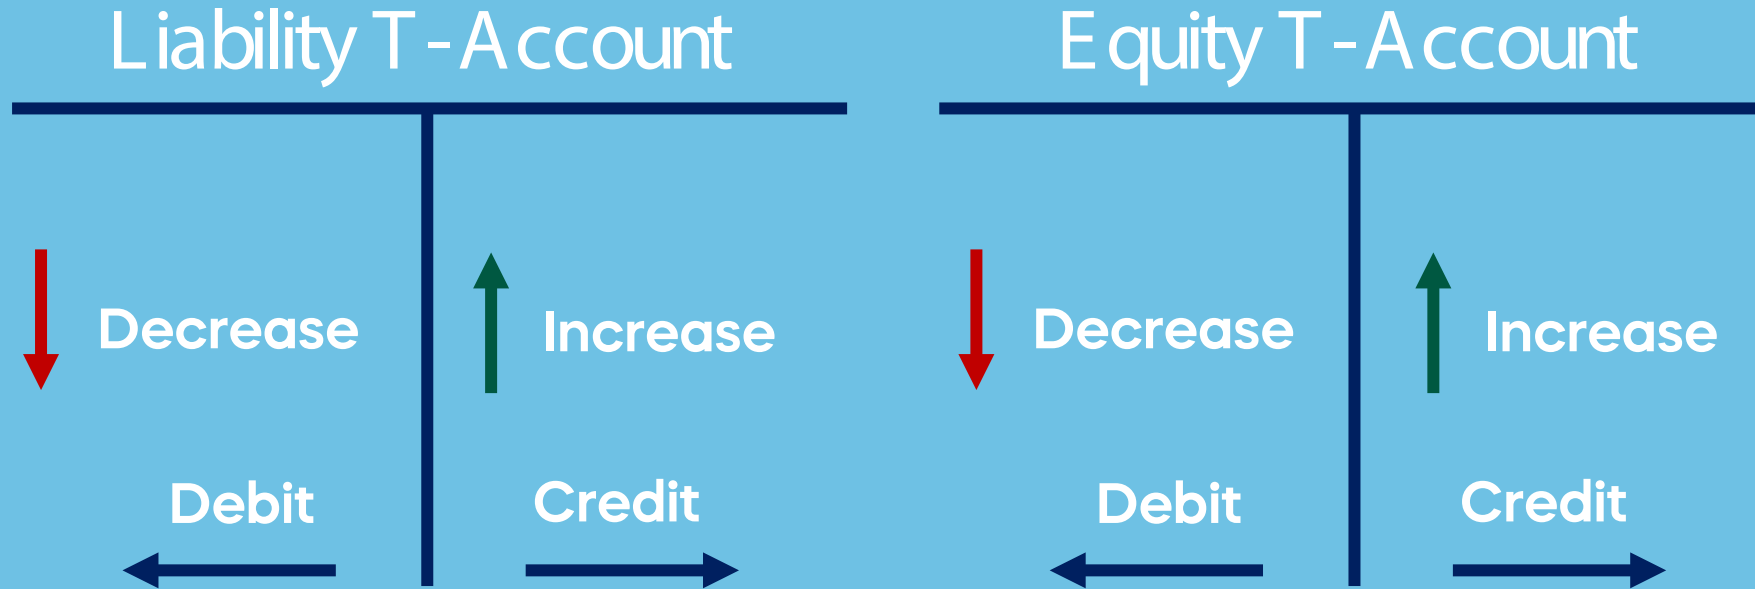 Liability T-Account
Equity T-Account
Decrease
Increase
Decrease
Increase
Debit
Credit
Debit
Credit